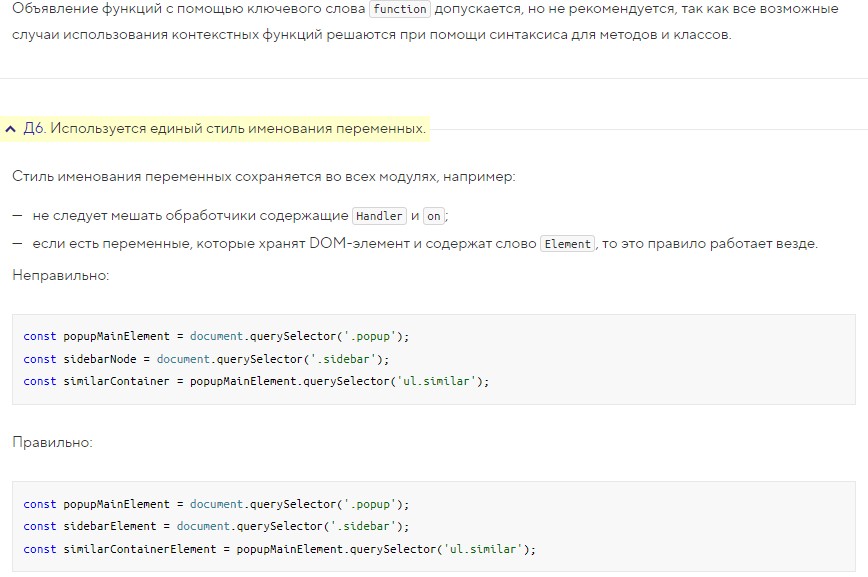 Объявление функций с помощью ключевого слова function допускается, но не рекомендуется, так как все возможные
случаи использования контекстных функций решаются при помощи синтаксиса для методов и классов.
Д6. Используется единый стиль именования переменных.
Стиль именования переменных сохраняется во всех модулях, например:
— не следует мешать обработчики содержащие Handler и on;
— если есть переменные, которые хранят DOM-элемент и содержат слово Element, то это правило работает везде.
Неправильно:
const popupMainElement = document.querySelector('.popup');
const sidebarNode = document.querySelector('.sidebar');
const similarContainer = popupMainElement.querySelector('ul.similar');
Правильно:
const popupMainElement = document.querySelector('.popup');
const sidebarElement = document.querySelector('.sidebar');
const similarContainerElement = popupMainElement.querySelector('ul.similar');